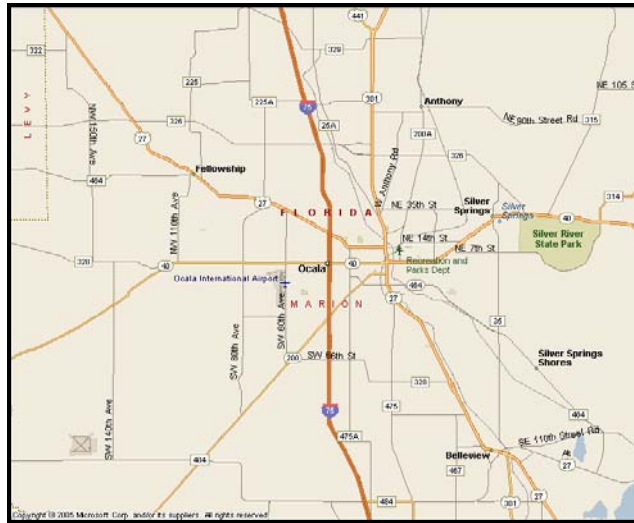 441
322
329
LEVY
NW 160th Ave
225
75
225A
301
Anthony
NE 105 S
25A
NE 90th Street Rd
315
27
326
200A
W Anthony Rd
326
464
Fellowship
NW 110th Ave
27
FLORIDA
NE 35th St
Silver
Springs
Silver
Springs
314
40
NE 14th St
NE 7th St
Silver River
State Park
328
40
Ocala
40
Recreation and
Parks Dept
Ocala International Airport
464
MARION
27
SW 60th Ave
SW 80th Ave
35
200
SW 66th St
Silver Springs
Shores
328
SW 140th Ave
75
475
464
475A
SE 110th Street Rd
484
Belleview
467
27
484
301
Copyright © 2005 Microsoft Corp. and/or its suppliers. All rights reserved